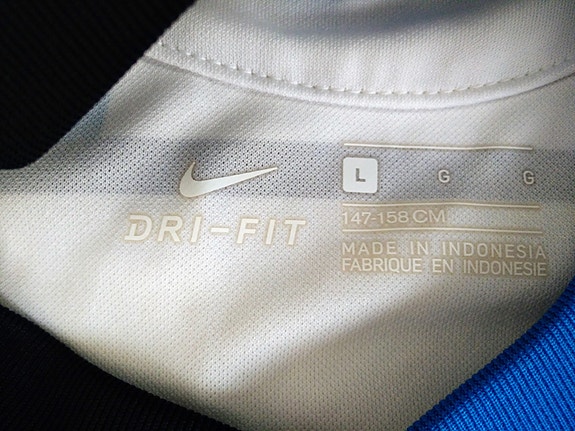 DRI-FIT
L G G
147-158 CM
MADE IN INDONESIA
FABRIQUE EN INDONESIE